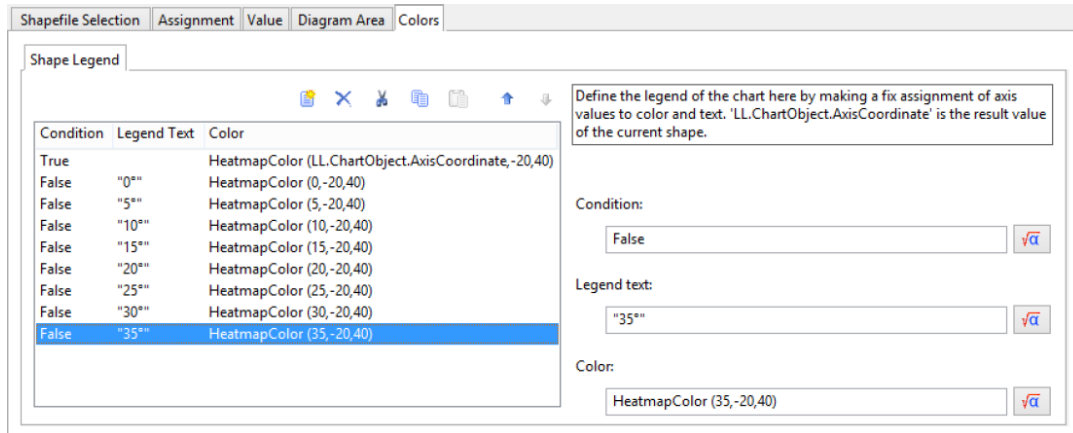 Shapefile Selection Assignment Value Diagram Area Colors
Shape Legend
Define the legend of the chart here by making a fix assignment of axis
values to color and text. 'LL.ChartObject.AxisCoordinate' is the result value
of the current shape.
Condition Legend Text Color
True HeatmapColor (LL.ChartObject.AxisCoordinate,-20,40)
False "0°" HeatmapColor (0,-20,40)
False "5°" HeatmapColor (5,-20,40)
False "10°" HeatmapColor (10,-20,40)
False "15°" HeatmapColor (15,-20,40)
False "20°" HeatmapColor (20,-20,40)
False "25°" HeatmapColor (25,-20,40)
False "30°" HeatmapColor (30,-20,40)
False "35°" HeatmapColor (35,-20,40)
Condition:
False
√α
Legend text:
"35°"
√α
Color:
HeatmapColor (35,-20,40)
√α